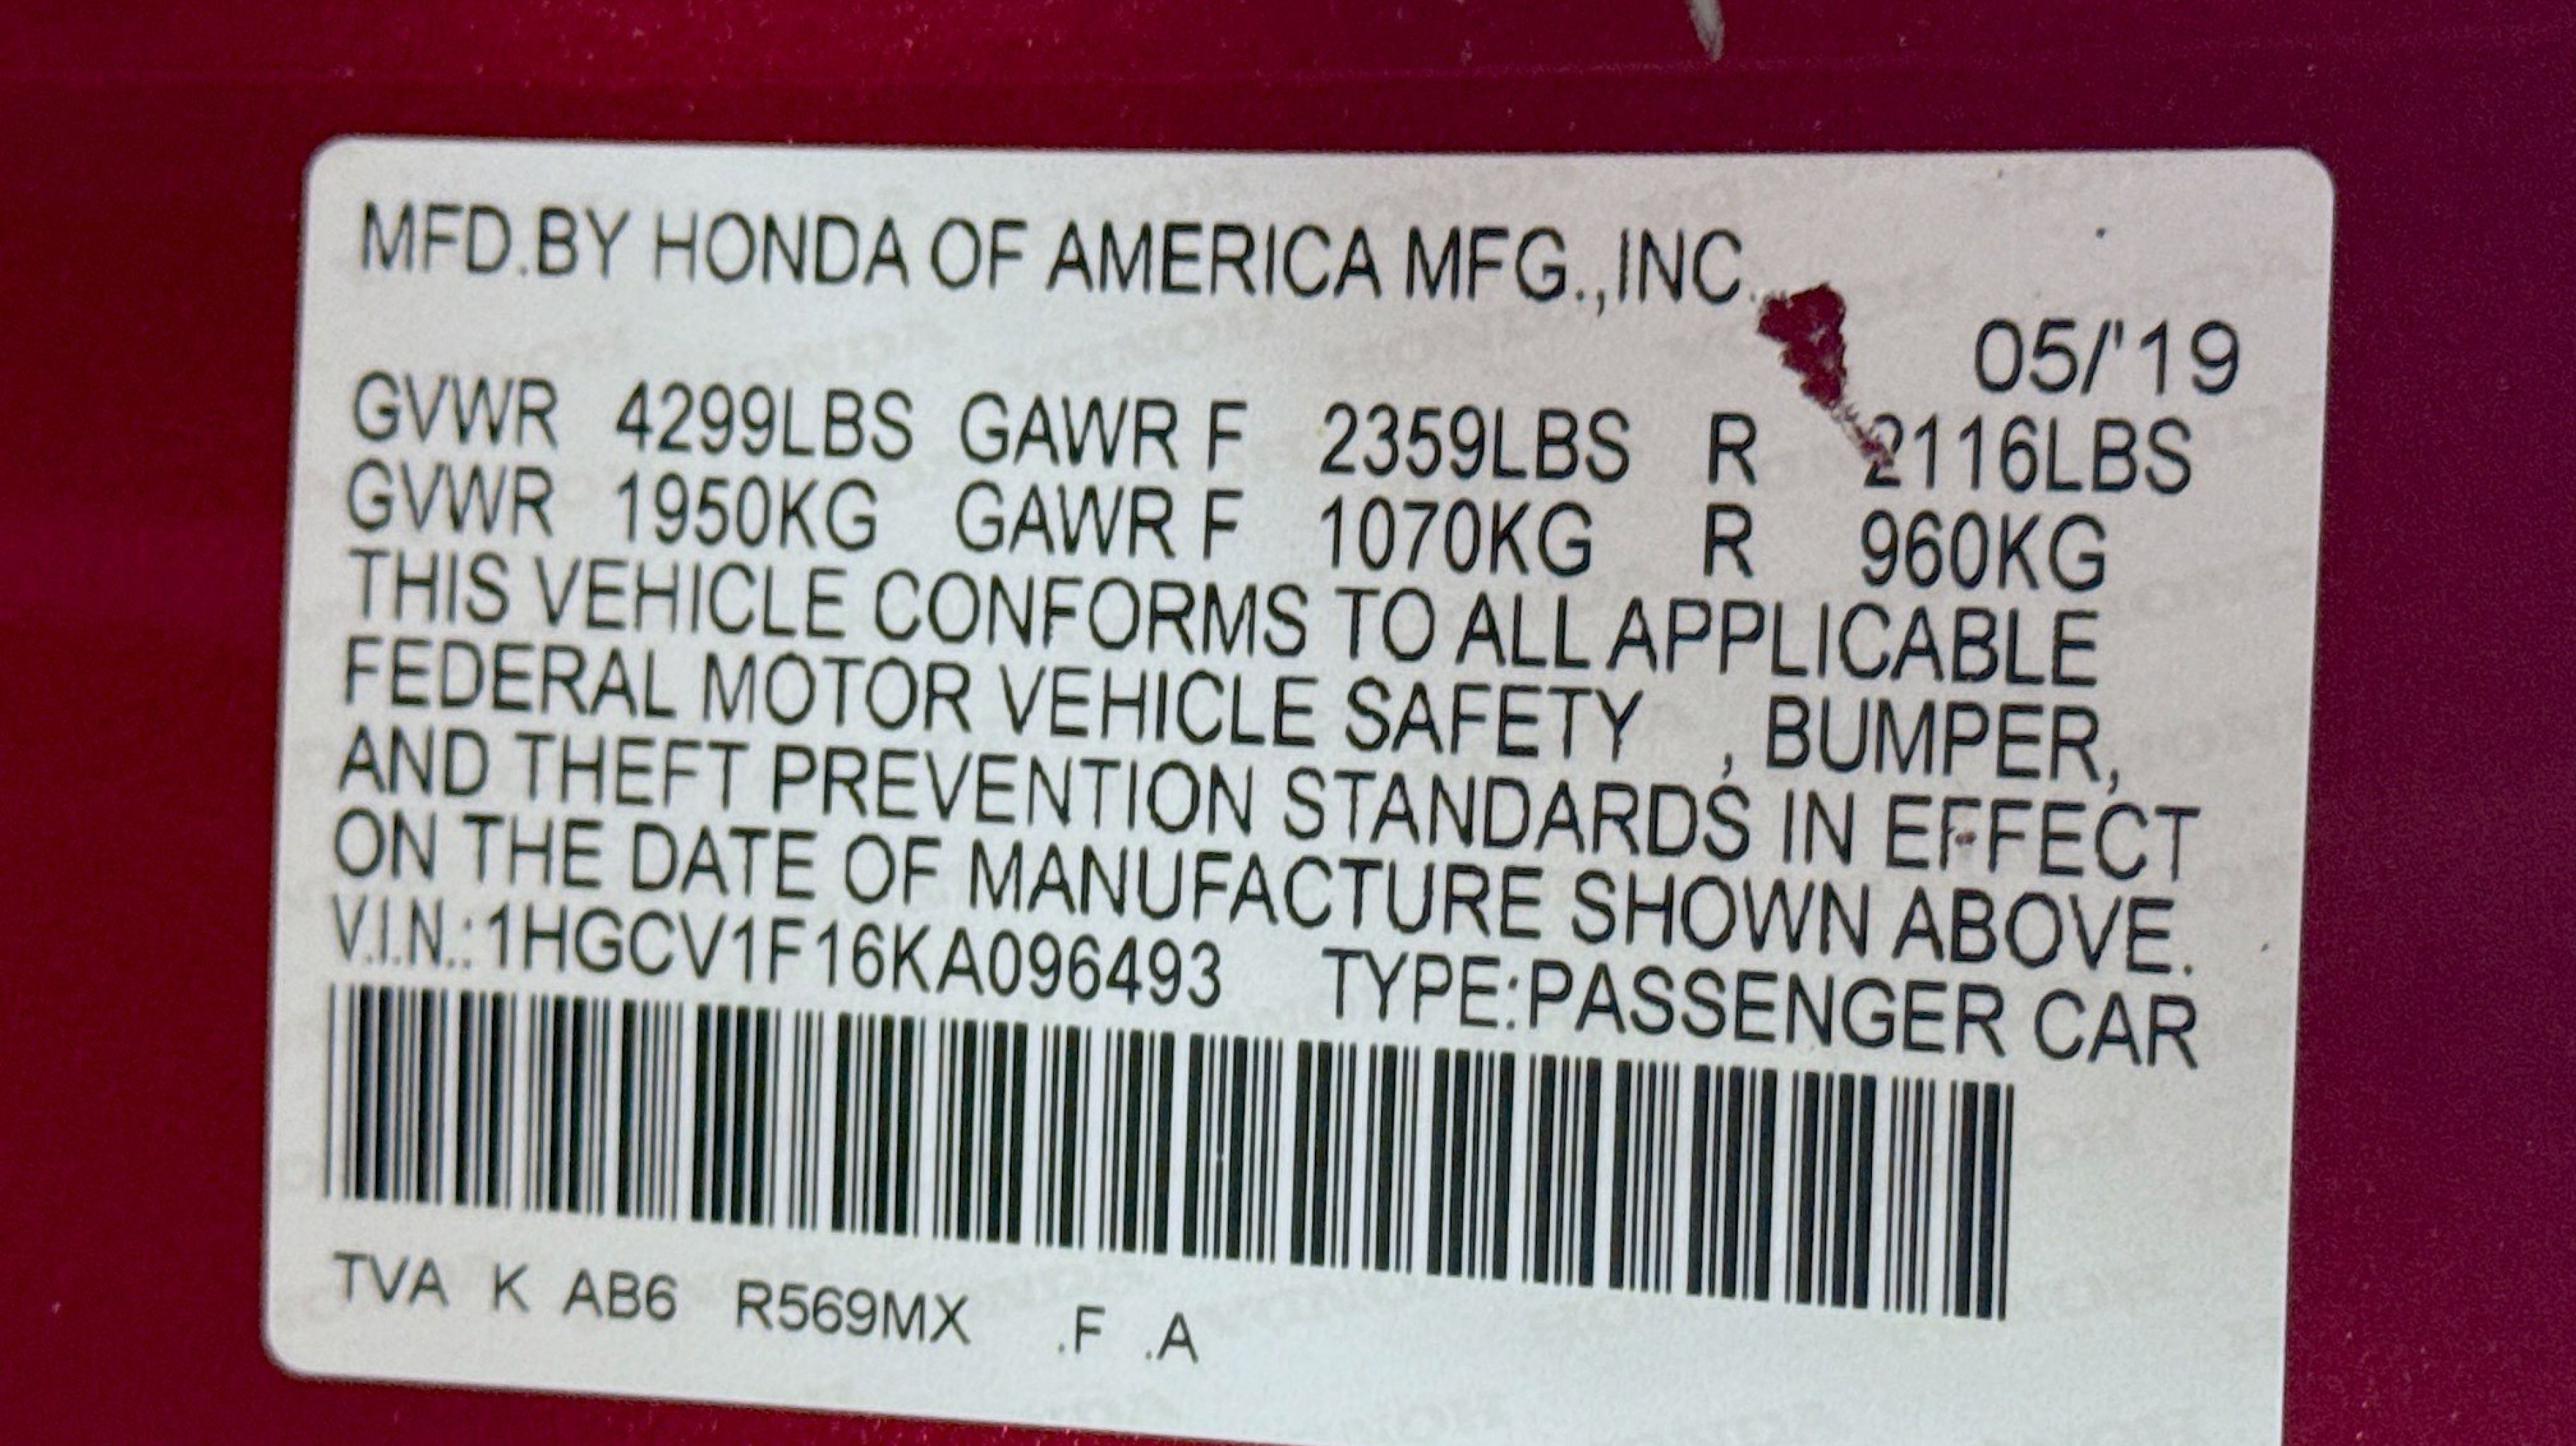 MFD.BY HONDA OF AMERICA MFG.,INC.
05/'19
GVWR 4299LBS GAWR F 2359LBS R 2116LBS
GVWR 1950KG GAWR F 1070KG R 960KG
THIS VEHICLE CONFORMS TO ALL APPLICABLE
FEDERAL MOTOR VEHICLE SAFETY , BUMPER,
AND THEFT PREVENTION STANDARDS IN EFFECT
ON THE DATE OF MANUFACTURE SHOWN ABOVE.
V.I.N.:1HGCV1F16KA096493 TYPE:PASSENGER CAR
TVA K AB6 R569MX .F .A